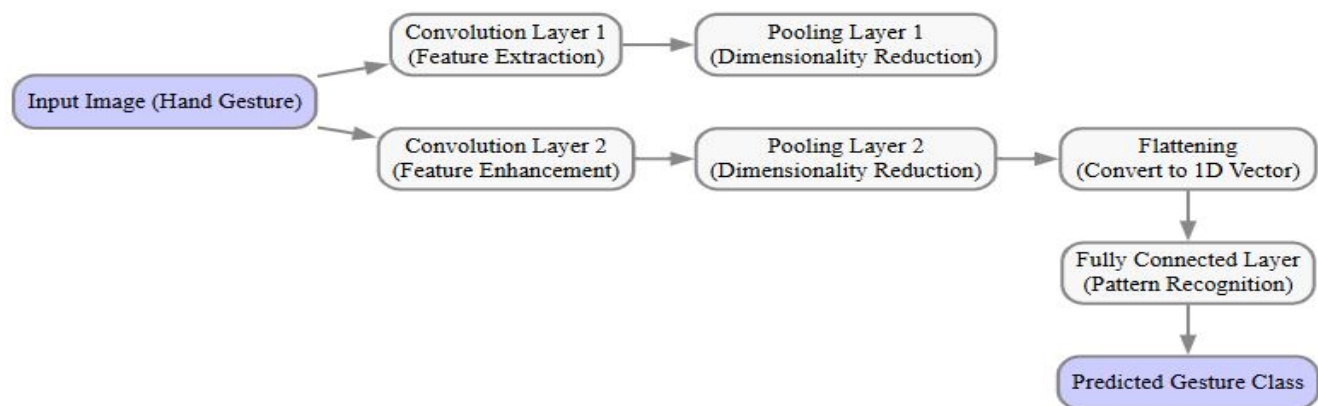 Convolution Layer 1
(Feature Extraction)
Pooling Layer 1
(Dimensionality Reduction)
Input Image (Hand Gesture)
Convolution Layer 2
(Feature Enhancement)
Pooling Layer 2
(Dimensionality Reduction)
Flattening
(Convert to 1D Vector)
Fully Connected Layer
(Pattern Recognition)
Predicted Gesture Class